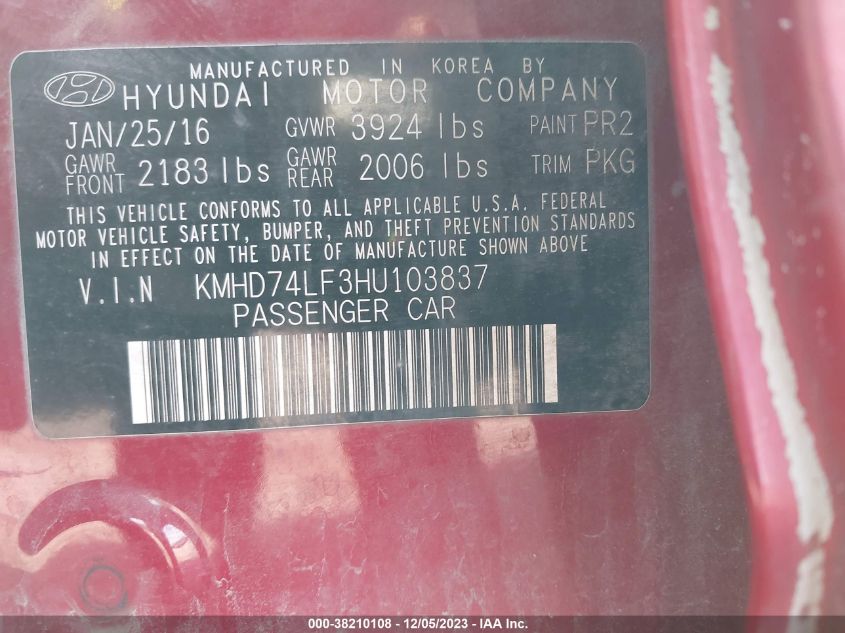 MANUFACTURED IN KOREA BY
HYUNDAI MOTOR COMPANY
JAN/25/16 GVWR 3924 lbs PAINT PR2
GAWR FRONT 2183 lbs GAWR REAR 2006 lbs TRIM PKG
THIS VEHICLE CONFORMS TO ALL APPLICABLE U.S.A. FEDERAL
MOTOR VEHICLE SAFETY, BUMPER, AND THEFT PREVENTION STANDARDS
IN EFFECT ON THE DATE OF MANUFACTURE SHOWN ABOVE
V.I.N KMHD74LF3HU103837
PASSENGER CAR
000-38210108 - 12/05/2023 - IAA Inc.